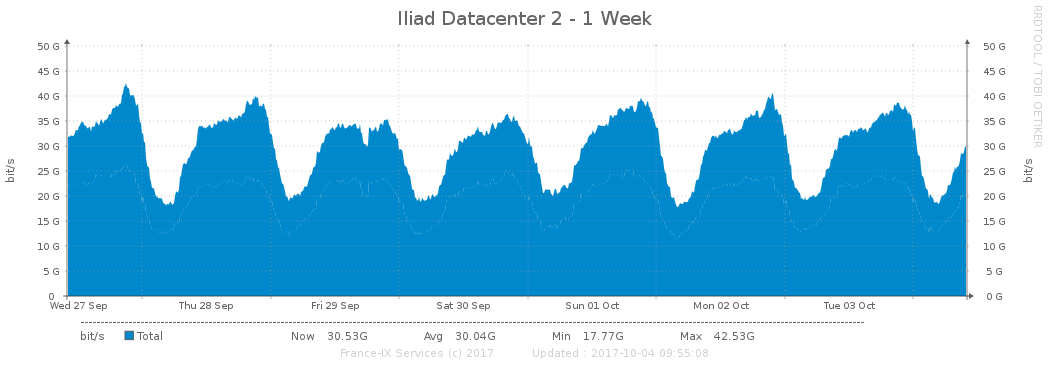 Iliad Datacenter 2 - 1 Week
RRDTOOL / TOBI OETIKER
bit/s
50 G
45 G
40 G
35 G
30 G
25 G
20 G
15 G
10 G
5 G
0
50 G
45 G
40 G
35 G
30 G
25 G
20 G
15 G
10 G
5 G
0 G
bit/s
Wed 27 Sep Thu 28 Sep Fri 29 Sep Sat 30 Sep Sun 01 Oct Mon 02 Oct Tue 03 Oct
bit/s Total Now 30.53G Avg 30.04G Min 17.77G Max 42.53G
France-IX Services (c) 2017 Updated : 2017-10-04 09:55:08